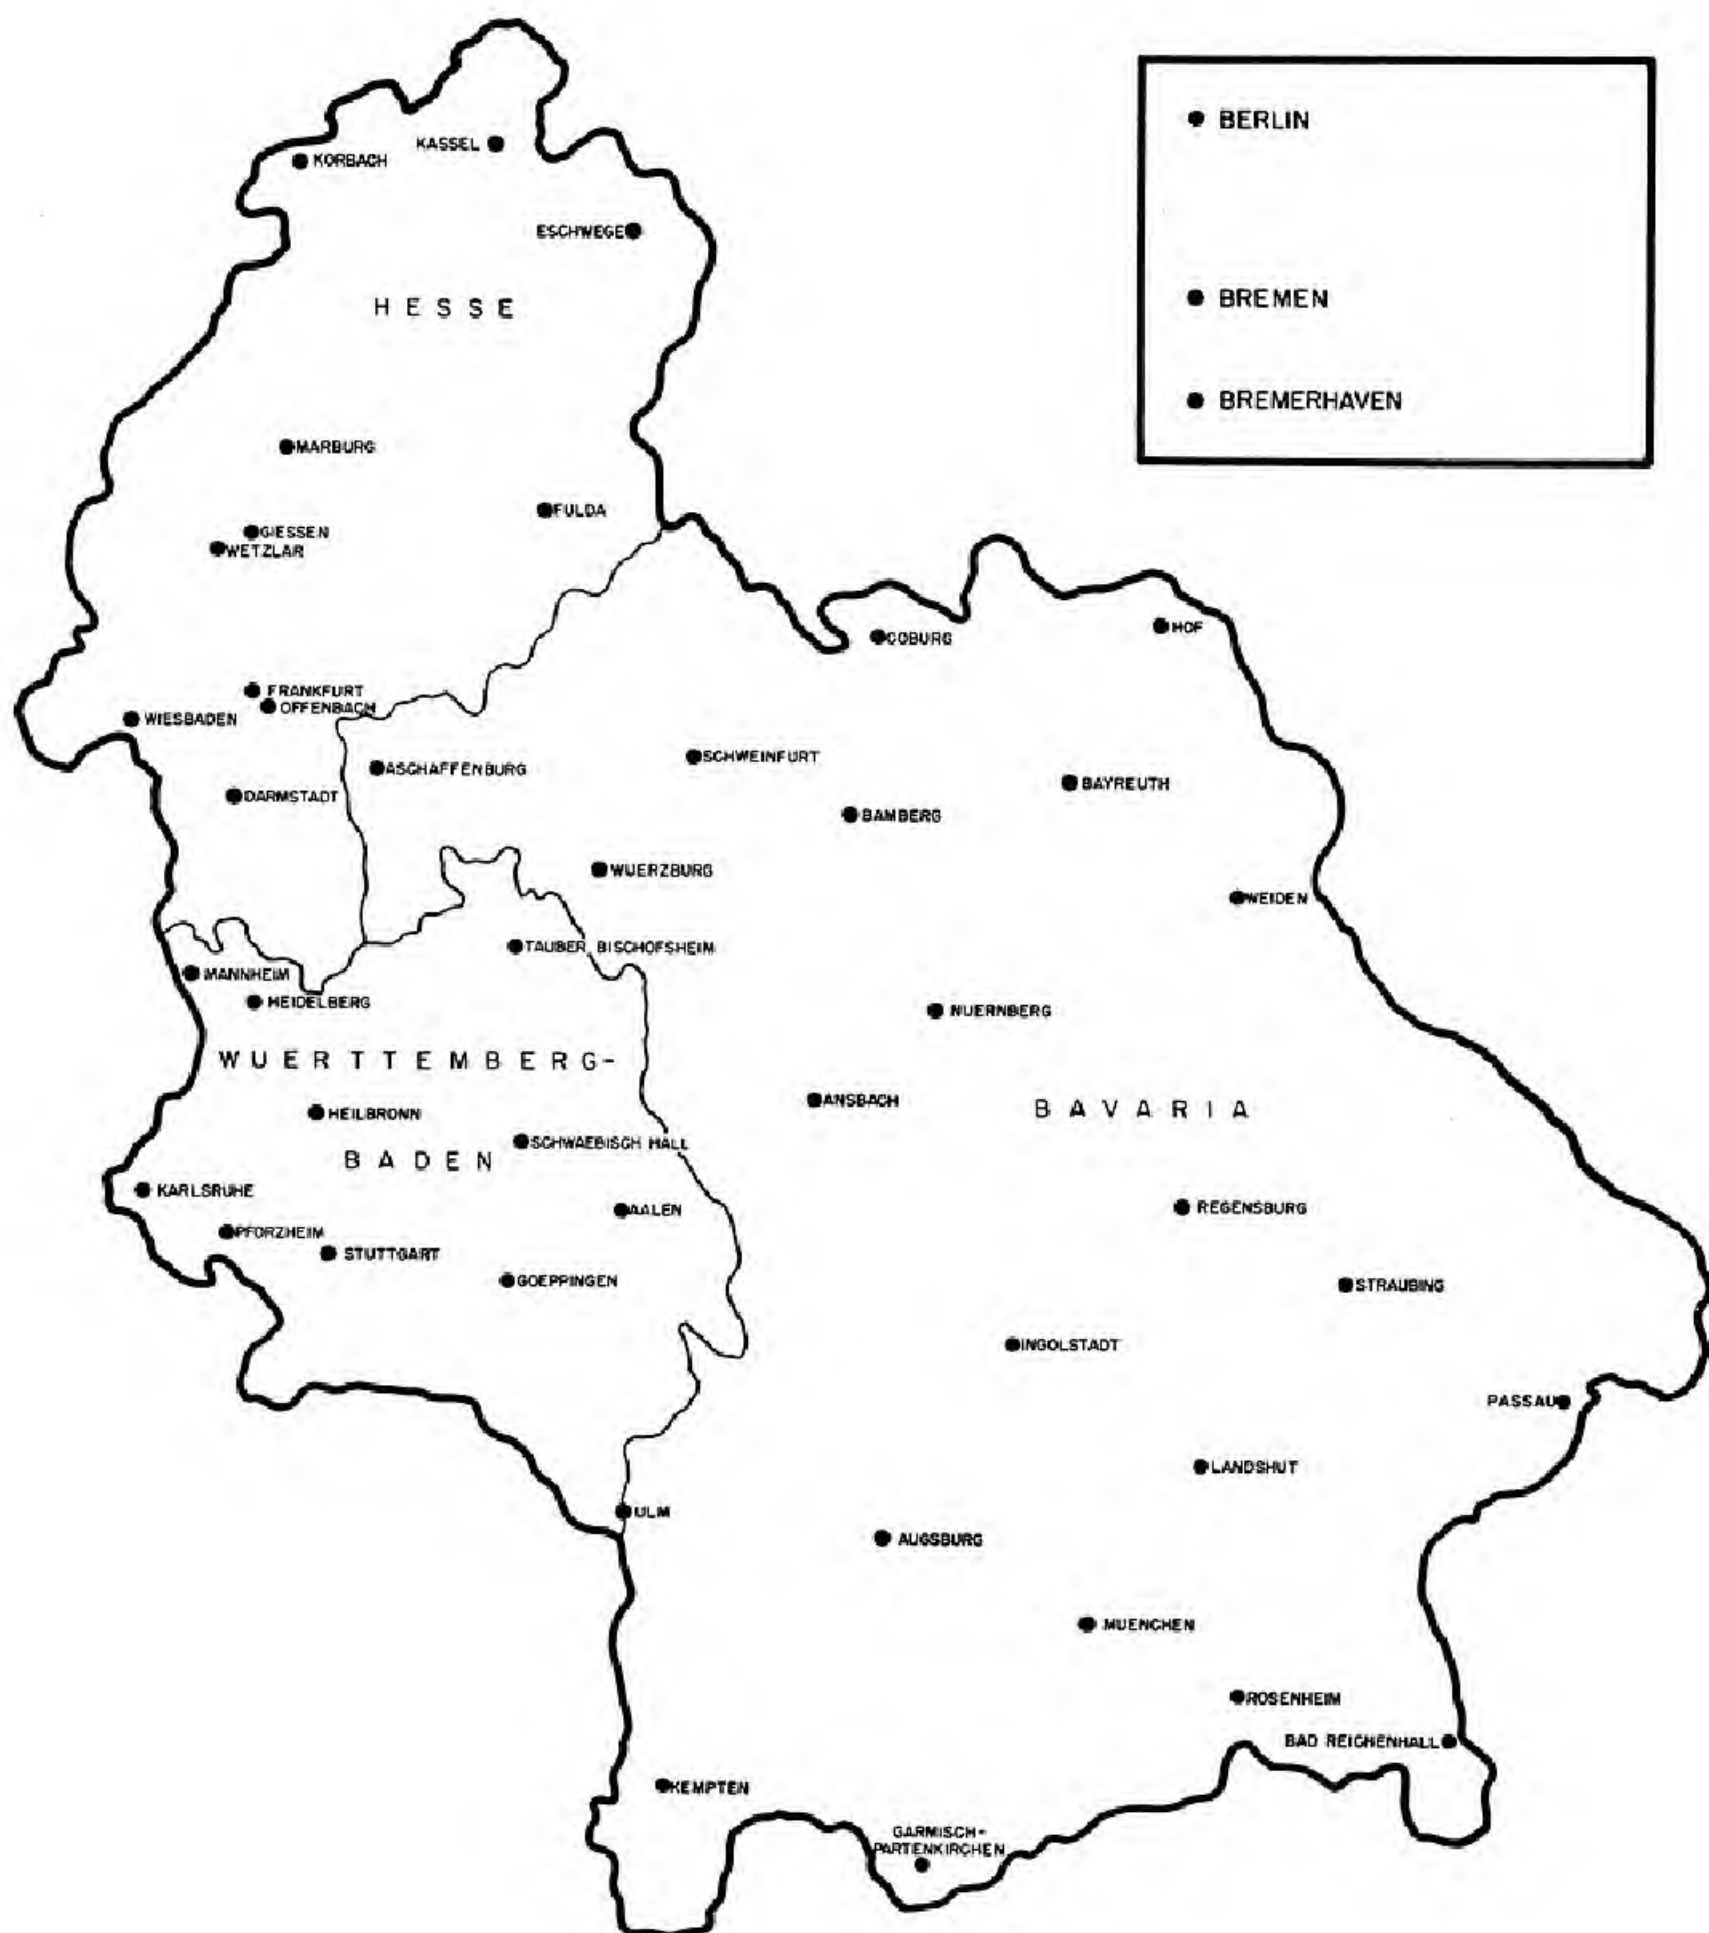 BERLIN
KASSEL
KORBACH
ESCHWEGE
BREMEN
HESSE
BREMERHAVEN
MARBURG
FULDA
GIESSEN
WETZLAR
HOF
COBURG
FRANKFURT
OFFENBACH
WIESBADEN
SCHWEINFURT
ASCHAFFENBURG
BAYREUTH
DARMSTADT
BAMBERG
WUERZBURG
WEIDEN
TAUBER BISCHOFSHEIM
MANNHEIM
HEIDELBERG
NUERNBERG
WUERTTEMBERG-
ANSBACH
BAVARIA
HEILBRONN
SCHWAEBISCH HALL
BADEN
KARLSRUHE
REGENSBURG
AALEN
PFORZHEIM
STUTTGART
GOEPPINGEN
STRAUBING
INGOLSTADT
PASSAU
LANDSHUT
ULM
AUGSBURG
MUENCHEN
ROSENHEIM
BAD REICHENHALL
KEMPTEN
GARMISCH-
PARTENKIRCHEN